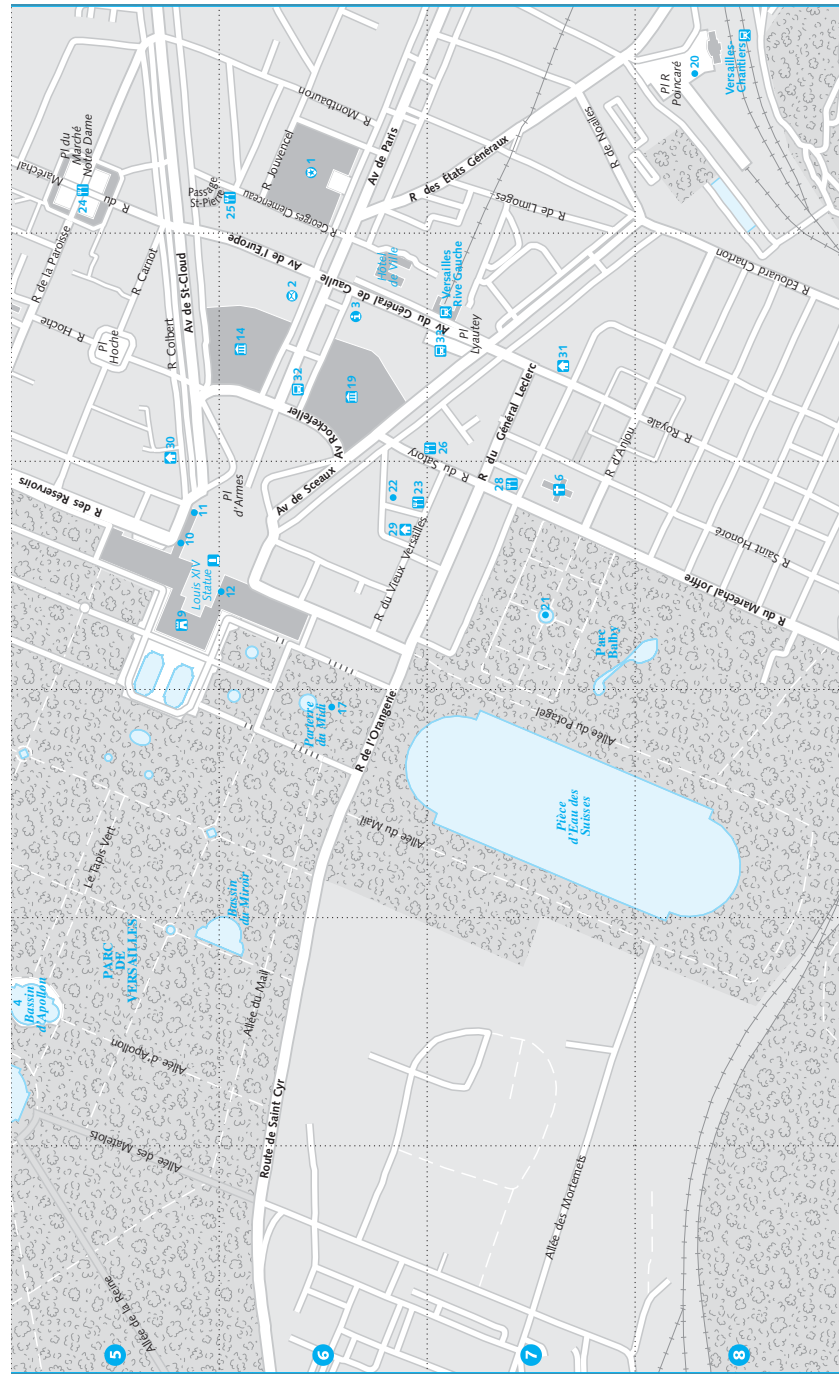 5
6
7
8
Allée de la Reine
Allée des Matelots
Allée d'Apollon
4
Bassin
d'Apollon
PARC
DE
VERSAILLES
Le Tapis Vert
Bassin
du Miroir
Allée du Mail
Route de Saint Cyr
Allée des Mortemets
Allée du Mail
Pièce
d'Eau des
Suisses
Allée du Potager
R de l'Orangerie
Parterre
du Midi
17
9
Louis XIV
Statue
12
10
11
R des Réservoirs
Pl
d'Armes
Av de Sceaux
22
23
29
R du Vieux Versailles
21
Parc
Balby
R du Maréchal Joffre
R Saint Honoré
R d'Anjou
R Royale
6
28
26
R du Satory
R du Général Leclerc
31
30
R Colbert
Av de St-Cloud
Av Rockefeller
32
14
19
3
2
Pl
Hoche
R Hoche
R Carnot
R de la Paroisse
24
R du Maréchal
Pl du
Marché
Notre Dame
Passage
St-Pierre
25
R Georges Clemenceau
R Jouvencel
1
R Montbauron
Av de Paris
Av de l'Europe
Av du Général de Gaulle
Hôtel
de Ville
Versailles
Rive Gauche
33
Pl
Lyautey
R des États Généraux
R de Limoges
R de Noailles
R Edouard Charton
Pl R
Poincaré
20
Versailles-
Chantiers